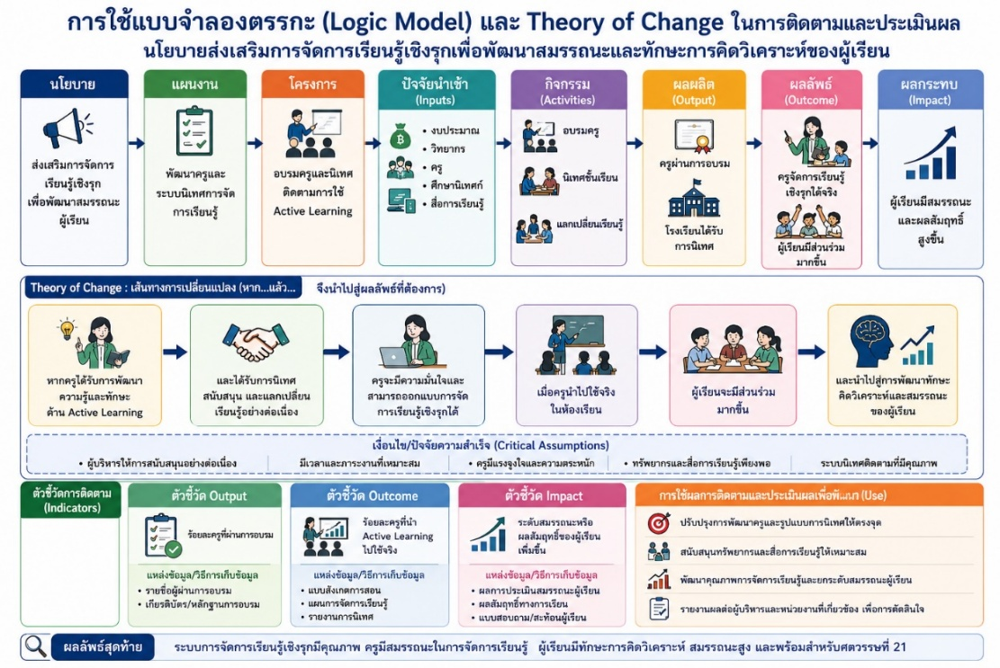 การใช้แบบจำลองตรรกะ (Logic Model) และ Theory of Change ในการติดตามและประเมินผล
นโยบายส่งเสริมการจัดการเรียนรู้เชิงรุกเพื่อพัฒนาสมรรถนะและทักษะการคิดวิเคราะห์ของผู้เรียน
นโยบาย
ส่งเสริมการจัดการ
เรียนรู้เชิงรุก
เพื่อพัฒนาสมรรถนะ
ผู้เรียน
แผนงาน
พัฒนาครูและ
ระบบนิเทศการจัด
การเรียนรู้
โครงการ
อบรมครูและนิเทศ
ติดตามการใช้
Active Learning
ปัจจัยนำเข้า
(Inputs)
• งบประมาณ
• วิทยากร
• ครู
• ศึกษานิเทศก์
• สื่อการเรียนรู้
กิจกรรม
(Activities)
อบรมครู
นิเทศชั้นเรียน
แลกเปลี่ยนเรียนรู้
ผลผลิต
(Output)
ครูผ่านการอบรม
โรงเรียนได้รับ
การนิเทศ
ผลลัพธ์
(Outcome)
ครูจัดการเรียนรู้
เชิงรุกได้จริง
ผู้เรียนมีส่วนร่วม
มากขึ้น
ผลกระทบ
(Impact)
ผู้เรียนมีสมรรถนะ
และผลสัมฤทธิ์
สูงขึ้น
Theory of Change : เส้นทางการเปลี่ยนแปลง (หาก...แล้ว... จึงนำไปสู่ผลลัพธ์ที่ต้องการ)
หากครูได้รับการพัฒนา
ความรู้และทักษะ
ด้าน Active Learning
และได้รับการนิเทศ
สนับสนุน และแลกเปลี่ยน
เรียนรู้อย่างต่อเนื่อง
ครูจะมีความมั่นใจและ
สามารถออกแบบการจัด
การเรียนรู้เชิงรุกได้
เมื่อครูนำไปใช้จริง
ในห้องเรียน
ผู้เรียนจะมีส่วนร่วม
มากขึ้น
และนำไปสู่การพัฒนาทักษะ
คิดวิเคราะห์และสมรรถนะ
ของผู้เรียน
เงื่อนไข/ปัจจัยความสำเร็จ (Critical Assumptions)
• ผู้บริหารให้การสนับสนุนอย่างต่อเนื่อง
มีเวลาและภาระงานที่เหมาะสม
• ครูมีแรงจูงใจและความตระหนัก
• ทรัพยากรและสื่อการเรียนรู้เพียงพอ
ระบบนิเทศติดตามที่มีคุณภาพ
ตัวชี้วัดการติดตาม
(Indicators)
ตัวชี้วัด Output
ร้อยละครูที่ผ่านการอบรม
แหล่งข้อมูล/วิธีการเก็บข้อมูล
• รายชื่อผู้ผ่านการอบรม
• เกียรติบัตร/หลักฐานการอบรม
ตัวชี้วัด Outcome
ร้อยละครูที่นำ
Active Learning
ไปใช้จริง
แหล่งข้อมูล/วิธีการเก็บข้อมูล
• แบบสังเกตการสอน
• แผนการจัดการเรียนรู้
• รายงานการนิเทศ
ตัวชี้วัด Impact
ระดับสมรรถนะหรือ
ผลสัมฤทธิ์ของผู้เรียน
เพิ่มขึ้น
แหล่งข้อมูล/วิธีการเก็บข้อมูล
• ผลการประเมินสมรรถนะผู้เรียน
• ผลสัมฤทธิ์ทางการเรียน
• แบบสอบถาม/สะท้อนผู้เรียน
การใช้ผลการติดตามและประเมินผล (Use)
ปรับปรุงการพัฒนาครูและรูปแบบการนิเทศให้ตรงจุด
สนับสนุนทรัพยากรและสื่อการเรียนรู้ให้เหมาะสม
พัฒนาคุณภาพการจัดการเรียนรู้และยกระดับสมรรถนะผู้เรียน
รายงานผลต่อผู้บริหารและหน่วยงานที่เกี่ยวข้อง เพื่อการตัดสินใจ
ผลลัพธ์สุดท้าย
ระบบการจัดการเรียนรู้เชิงรุกมีคุณภาพ ครูมีสมรรถนะในการจัดการเรียนรู้ ผู้เรียนมีทักษะการคิดวิเคราะห์ สมรรถนะสูง และพร้อมสำหรับศตวรรษที่ 21